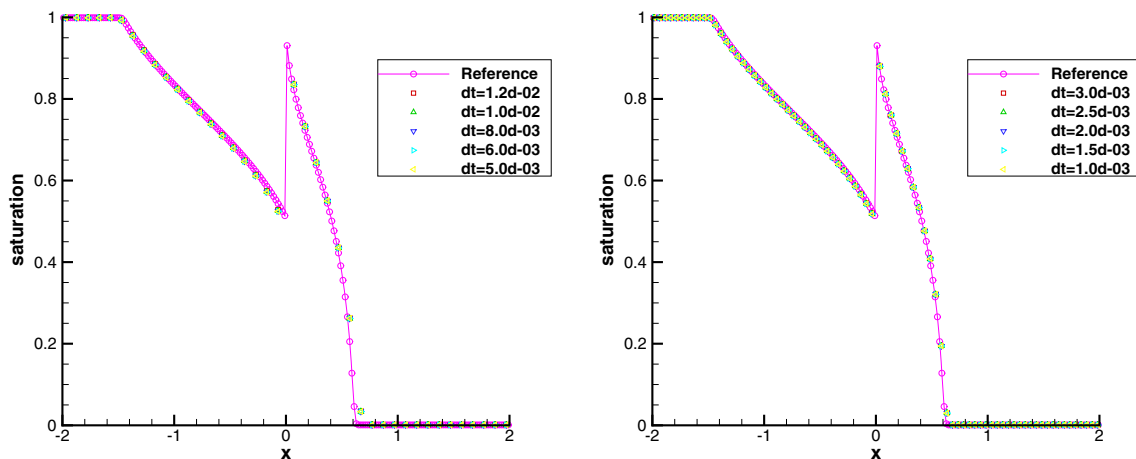 1
0.8
0.6
0.4
0.2
0
saturation
-2
-1
0
1
2
x
Reference
dt=1.2d-02
dt=1.0d-02
dt=8.0d-03
dt=6.0d-03
dt=5.0d-03
1
0.8
0.6
0.4
0.2
0
saturation
-2
-1
0
1
2
x
Reference
dt=3.0d-03
dt=2.5d-03
dt=2.0d-03
dt=1.5d-03
dt=1.0d-03